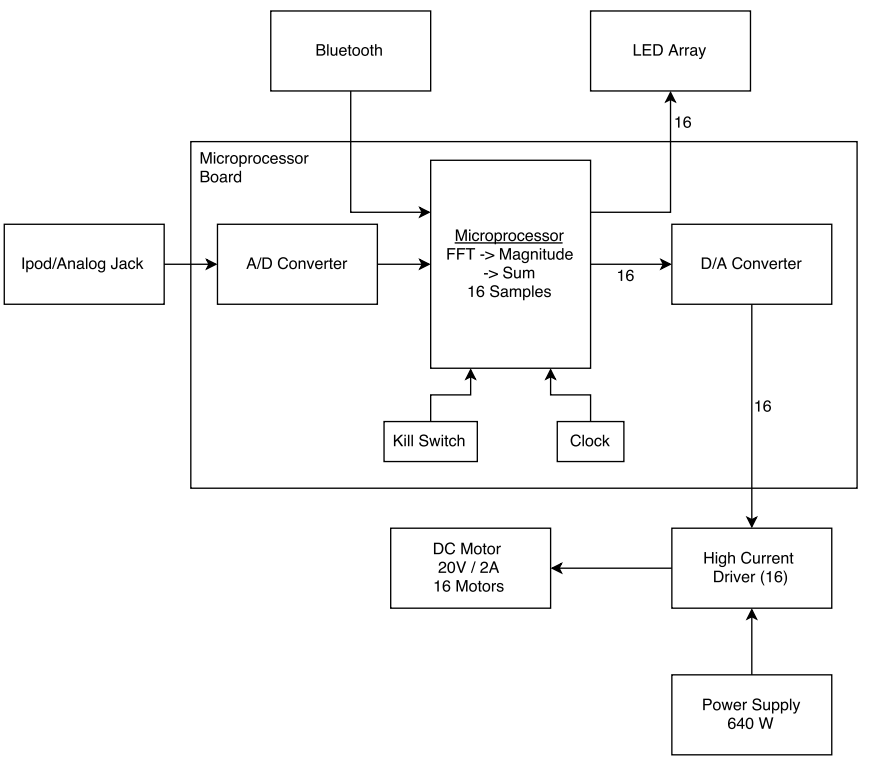 Bluetooth
LED Array
16
Microprocessor
Board
Ipod/Analog Jack
A/D Converter
Microprocessor
FFT -> Magnitude
-> Sum
16 Samples
16
D/A Converter
16
Kill Switch
Clock
DC Motor
20V / 2A
16 Motors
High Current
Driver (16)
Power Supply
640 W